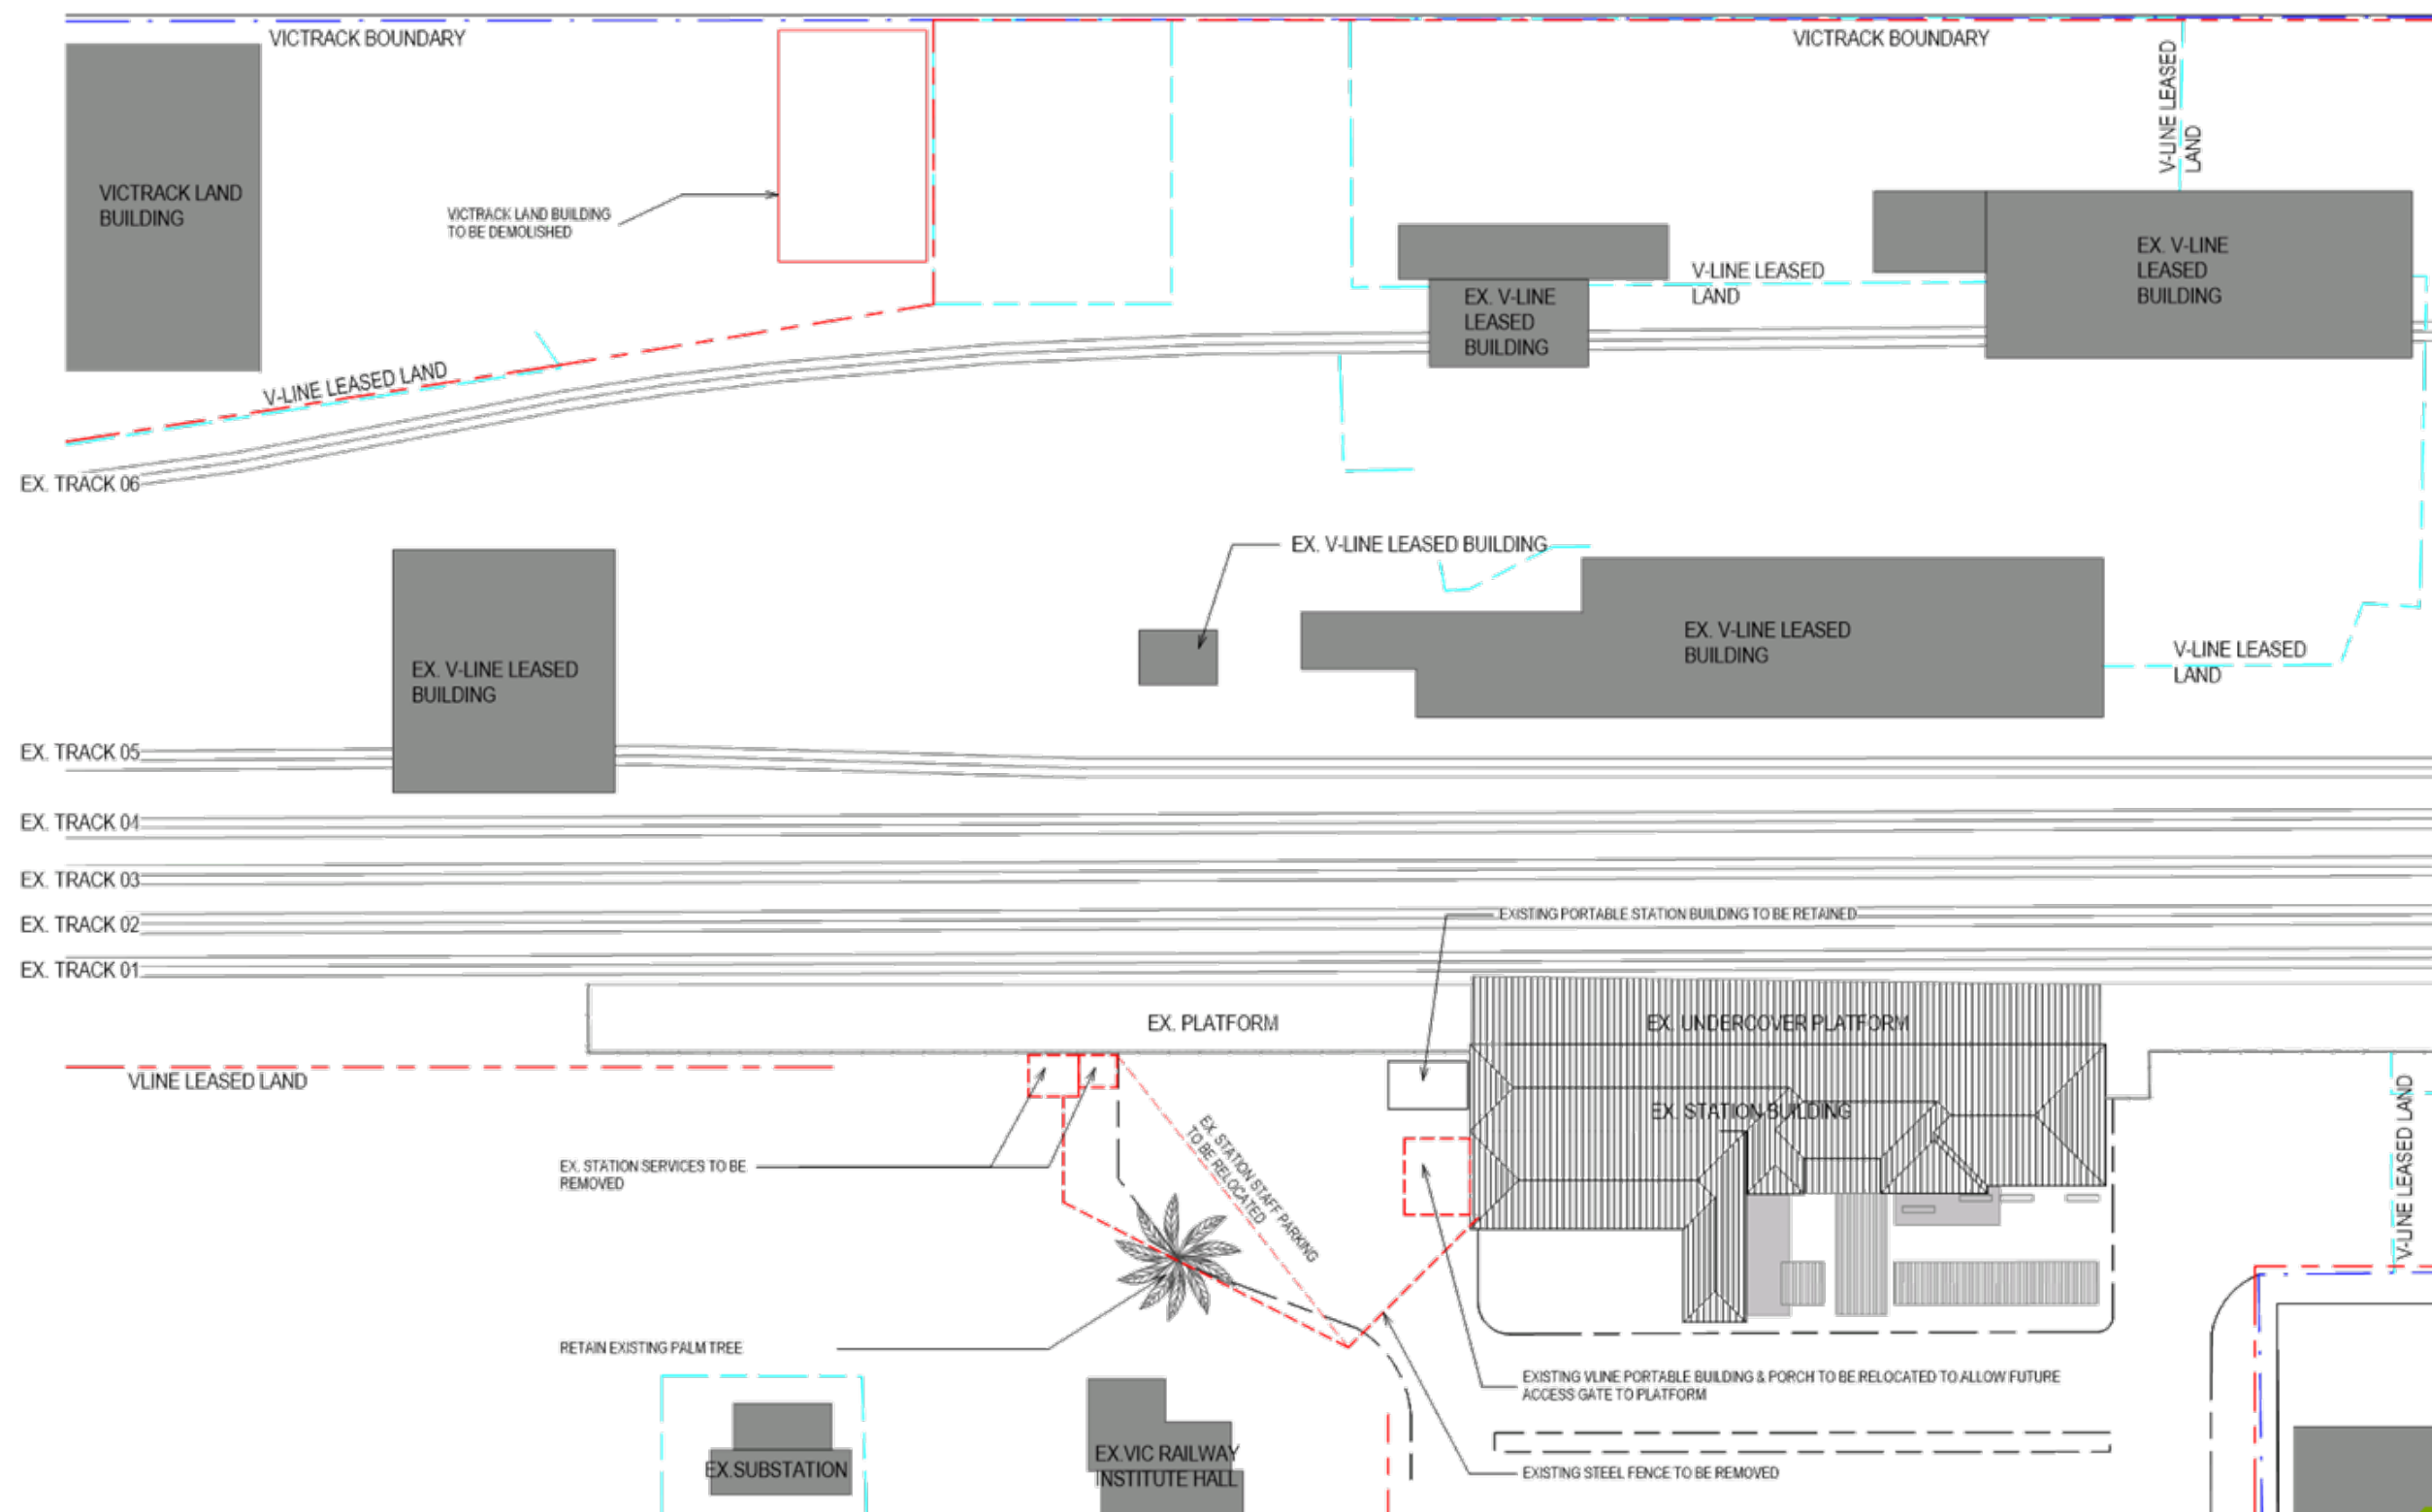 VICTRACK BOUNDARY
VICTRACK BOUNDARY
V-LINE LEASED
LAND
VICTRACK LAND
BUILDING
VICTRACK LAND BUILDING
TO BE DEMOLISHED
EX. V-LINE
LEASED
BUILDING
V-LINE LEASED
LAND
EX. V-LINE
LEASED
BUILDING
V-LINE LEASED LAND
EX. TRACK 06
EX. V-LINE LEASED BUILDING
EX. V-LINE LEASED
BUILDING
EX. V-LINE LEASED
BUILDING
V-LINE LEASED
LAND
EX. TRACK 05
EX. TRACK 04
EX. TRACK 03
EX. TRACK 02
EXISTING PORTABLE STATION BUILDING TO BE RETAINED
EX. TRACK 01
EX. PLATFORM
EX. UNDERCOVER PLATFORM
VLINE LEASED LAND
EX. STATION BUILDING
EX. STATION STAFF PARKING
TO BE RELOCATED
V-LINE LEASED LAND
EX. STATION SERVICES TO BE
REMOVED
RETAIN EXISTING PALM TREE
EXISTING VLINE PORTABLE BUILDING & PORCH TO BE RELOCATED TO ALLOW FUTURE
ACCESS GATE TO PLATFORM
EX.SUBSTATION
EX.VIC RAILWAY
INSTITUTE HALL
EXISTING STEEL FENCE TO BE REMOVED